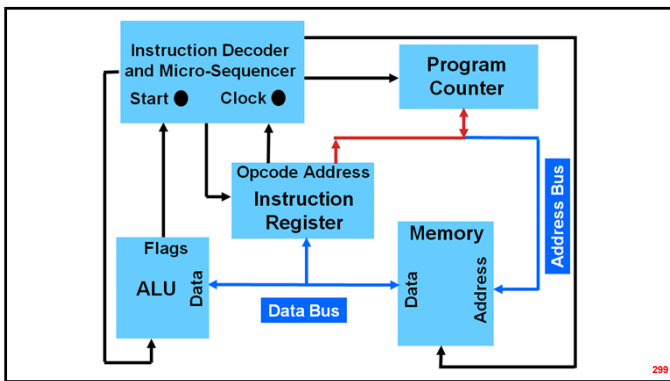 Instruction Decoder
and Micro-Sequencer
Start
Clock
Program
Counter
Opcode Address
Instruction
Register
Address Bus
Flags
ALU
Data
Data Bus
Memory
Data
Address
299